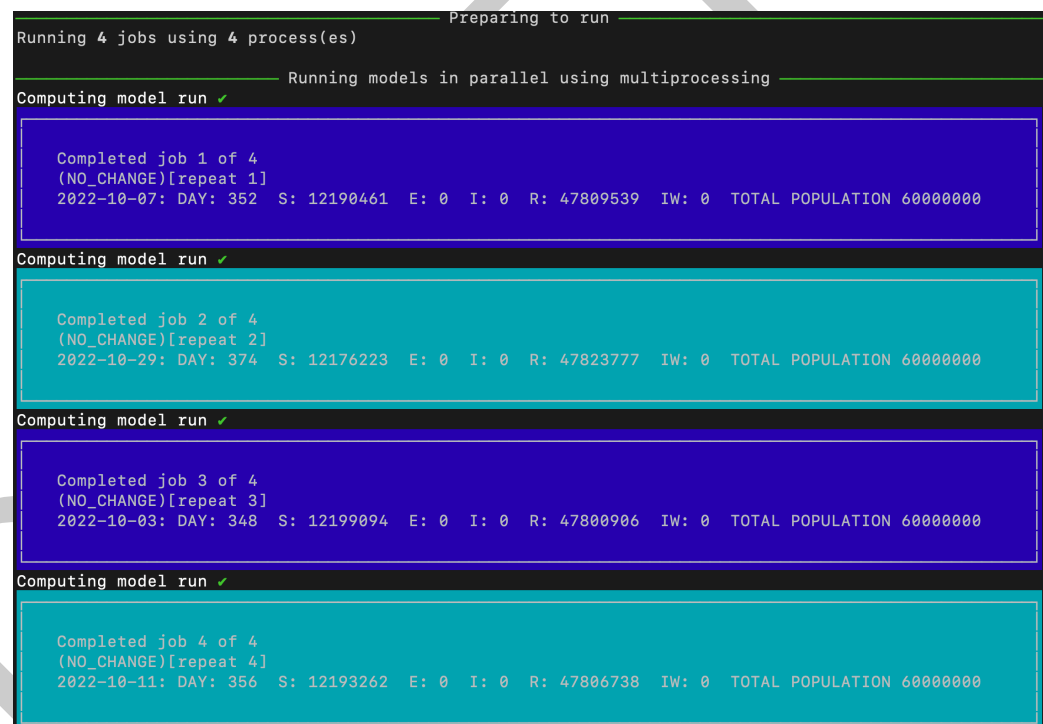 Preparing to run
Running 4 jobs using 4 process(es)
Running models in parallel using multiprocessing
Computing model run ✔
Completed job 1 of 4
(NO_CHANGE)[repeat 1]
2022-10-07: DAY: 352 S: 12190461 E: 0 I: 0 R: 47809539 IW: 0 TOTAL POPULATION 60000000
Computing model run ✔
Completed job 2 of 4
(NO_CHANGE)[repeat 2]
2022-10-29: DAY: 374 S: 12176223 E: 0 I: 0 R: 47823777 IW: 0 TOTAL POPULATION 60000000
Computing model run ✔
Completed job 3 of 4
(NO_CHANGE)[repeat 3]
2022-10-03: DAY: 348 S: 12199094 E: 0 I: 0 R: 47800906 IW: 0 TOTAL POPULATION 60000000
Computing model run ✔
Completed job 4 of 4
(NO_CHANGE)[repeat 4]
2022-10-11: DAY: 356 S: 12193262 E: 0 I: 0 R: 47806738 IW: 0 TOTAL POPULATION 60000000